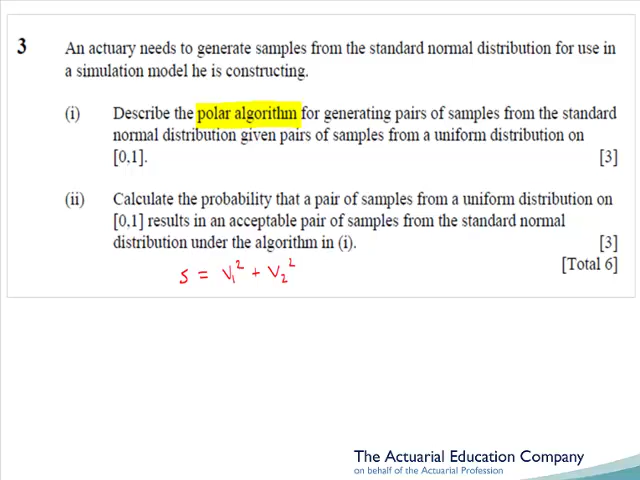 3 An actuary needs to generate samples from the standard normal distribution for use in
a simulation model he is constructing.
(i) Describe the polar algorithm for generating pairs of samples from the standard
normal distribution given pairs of samples from a uniform distribution on
[0,1]. [3]
(ii) Calculate the probability that a pair of samples from a uniform distribution on
[0,1] results in an acceptable pair of samples from the standard normal
distribution under the algorithm in (i). [3]
[Total 6]
s = v₁² + v₂²
The Actuarial Education Company
on behalf of the Actuarial Profession